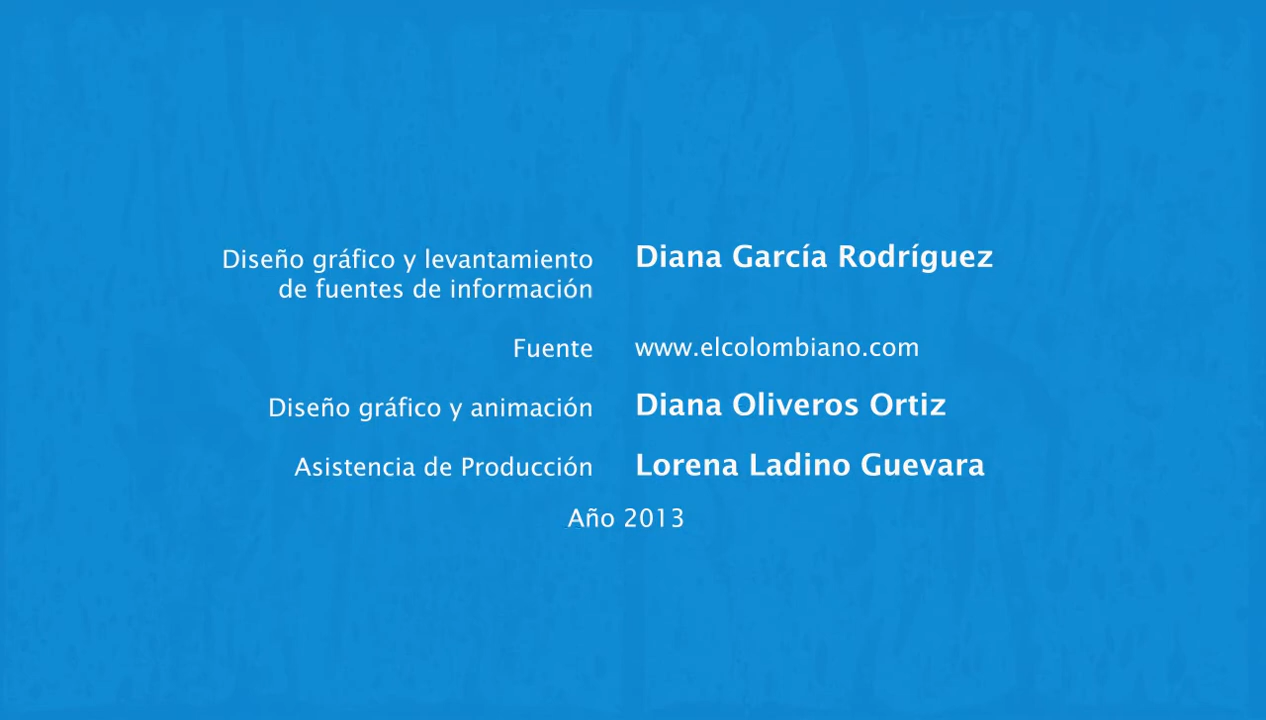 Diseño gráfico y levantamiento
de fuentes de información
Diana García Rodríguez
Fuente www.elcolombiano.com
Diseño gráfico y animación Diana Oliveros Ortiz
Asistencia de Producción Lorena Ladino Guevara
Año 2013